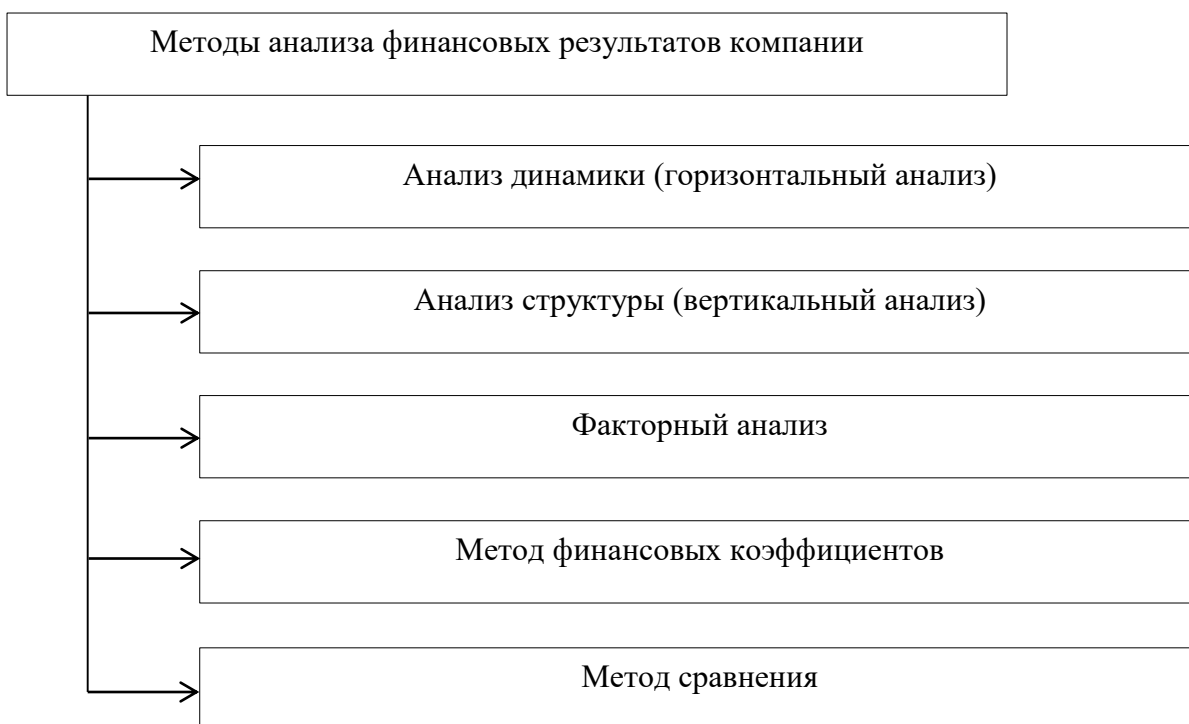 Методы анализа финансовых результатов компании
Анализ динамики (горизонтальный анализ)
Анализ структуры (вертикальный анализ)
Факторный анализ
Метод финансовых коэффициентов
Метод сравнения